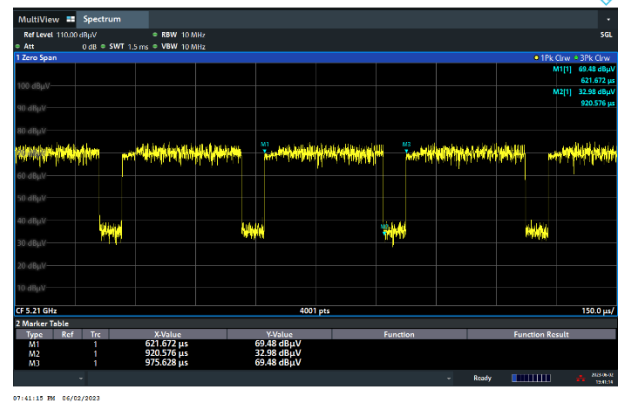 MultiView Spectrum
Ref Level 110.00 dBµV RBW 10 MHz SGL
Att 0 dB SWT 1.5 ms VBW 10 MHz
1 Zero Span 1Pk Clrw 3Pk Clrw
M1[1] 69.48 dBµV
621.672 µs
M2[1] 32.98 dBµV
920.576 µs
100 dBµV
90 dBµV
80 dBµV
M1 M3
60 dBµV
50 dBµV
40 dBµV
30 dBµV
20 dBµV
10 dBµV
CF 5.21 GHz 4001 pts 150.0 µs/
2 Marker Table
Type Ref Trc X-Value Y-Value Function Function Result
M1 1 621.672 µs 69.48 dBµV
M2 1 920.576 µs 32.98 dBµV
M3 1 975.628 µs 69.48 dBµV
Ready 2023-06-02
19:41:14
07:41:15 PM 06/02/2023